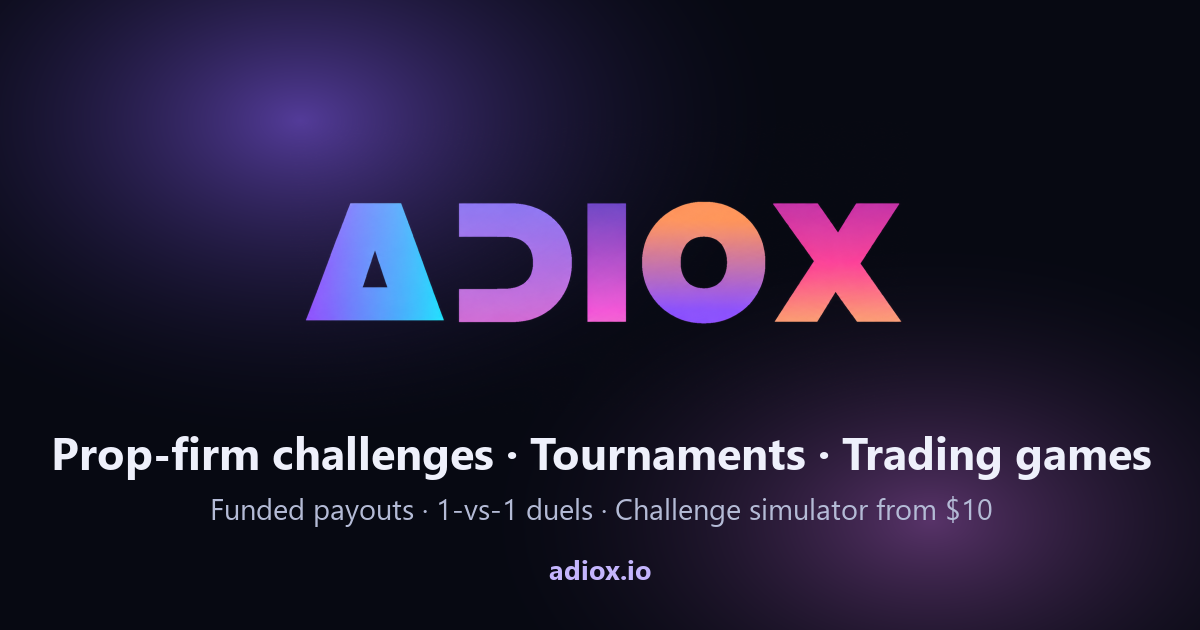 ADIOX
Prop-firm challenges · Tournaments · Trading games
Funded payouts · 1-vs-1 duels · Challenge simulator from $10
adiox.io